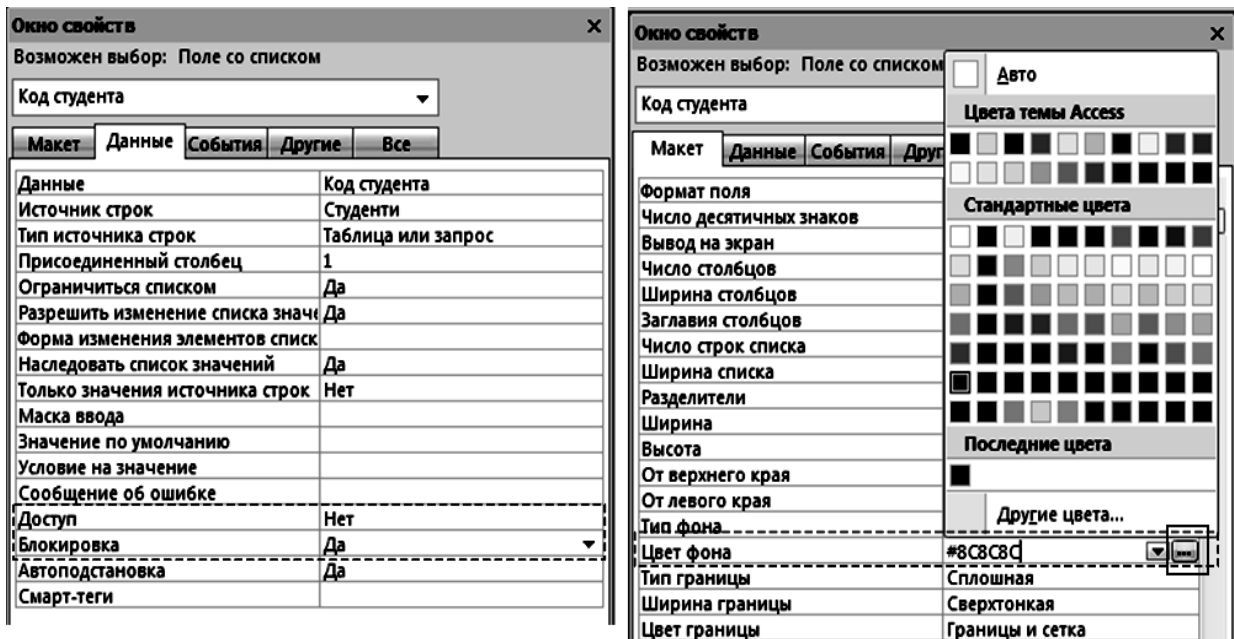 Окно свойств
Возможен выбор: Поле со списком
Код студента
Макет Данные События Другие Все
Данные Код студента
Источник строк Студенти
Тип источника строк Таблица или запрос
Присоединенный столбец 1
Ограничиться списком Да
Разрешить изменение списка значе Да
Форма изменения элементов списк
Наследовать список значений Да
Только значения источника строк Нет
Маска ввода
Значение по умолчанию
Условие на значение
Сообщение об ошибке
Доступ Нет
Блокировка Да
Автоподстановка Да
Смарт-теги
Окно свойств
Возможен выбор: Поле со списком
Код студента
Макет Данные События Друг
Формат поля
Число десятичных знаков
Вывод на экран
Число столбцов
Ширина столбцов
Заглавия столбцов
Число строк списка
Ширина списка
Разделители
Ширина
Высота
От верхнего края
От левого края
Тип фона
Цвет фона #8C8C8C
Тип границы Сплошная
Ширина границы Сверхтонкая
Цвет границы Границы и сетка
Авто
Цвета темы Access
Стандартные цвета
Последние цвета
Другие цвета...